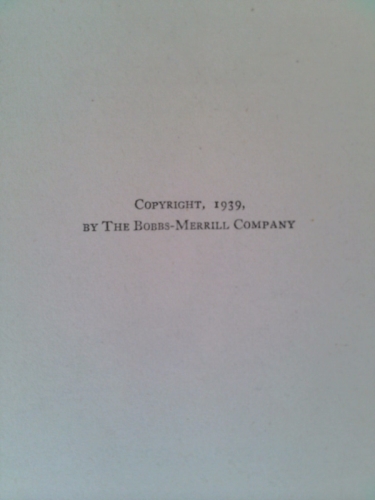 Copyright, 1939,
by The Bobbs-Merrill Company